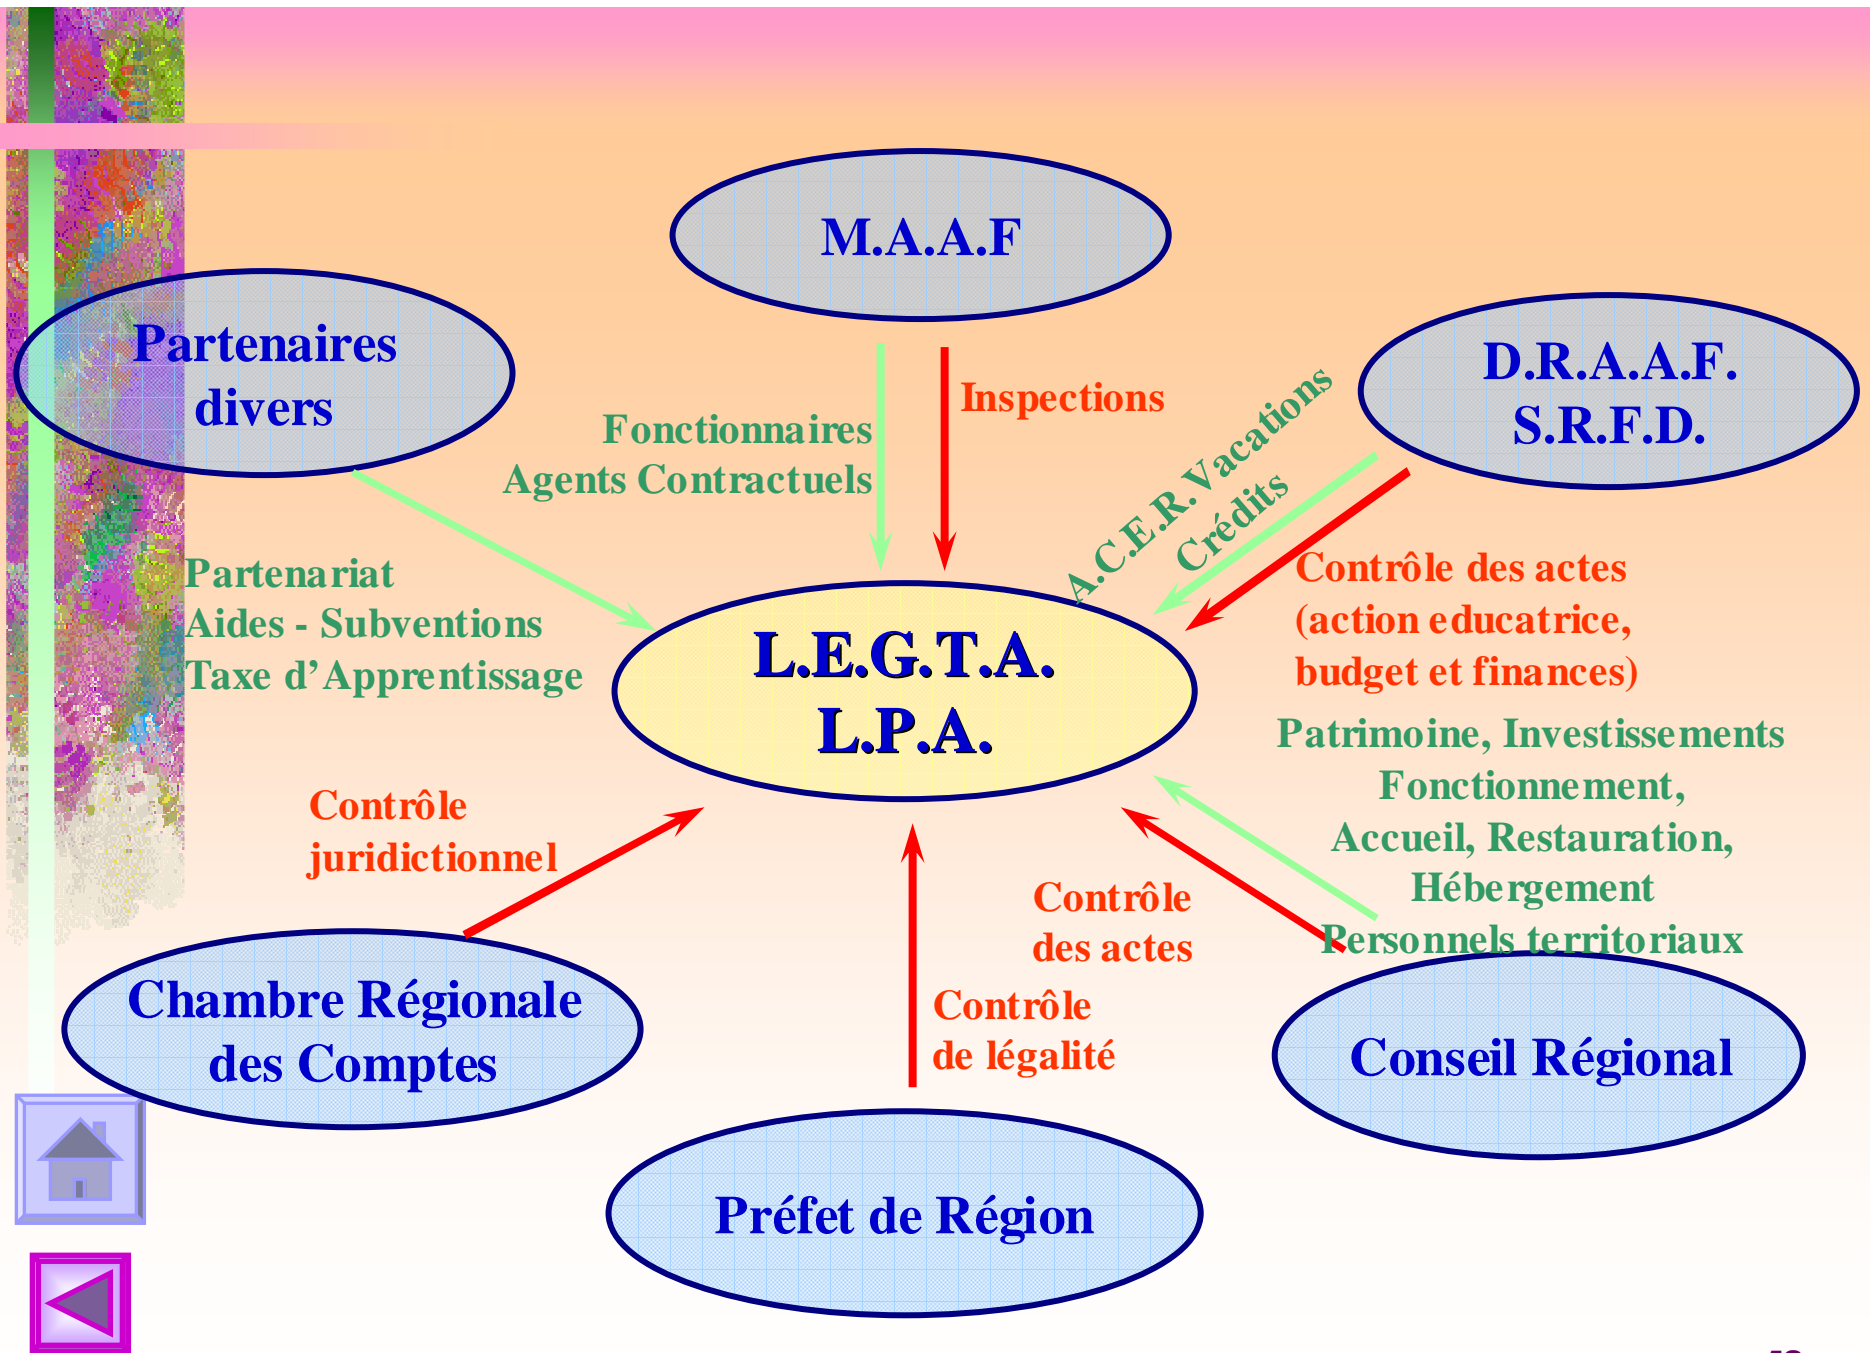 M.A.A.F
Partenaires
divers
D.R.A.A.F.
S.R.F.D.
Inspections
Fonctionnaires
Agents Contractuels
A.C.E.R.Vacations
Crédits
Contrôle des actes
(action educatrice,
budget et finances)
Partenariat
Aides - Subventions
Taxe d’Apprentissage
L.E.G.T.A.
L.P.A.
Patrimoine, Investissements
Fonctionnement,
Accueil, Restauration,
Hébergement
Personnels territoriaux
Contrôle
juridictionnel
Contrôle
des actes
Contrôle
de légalité
Chambre Régionale
des Comptes
Conseil Régional
Préfet de Région